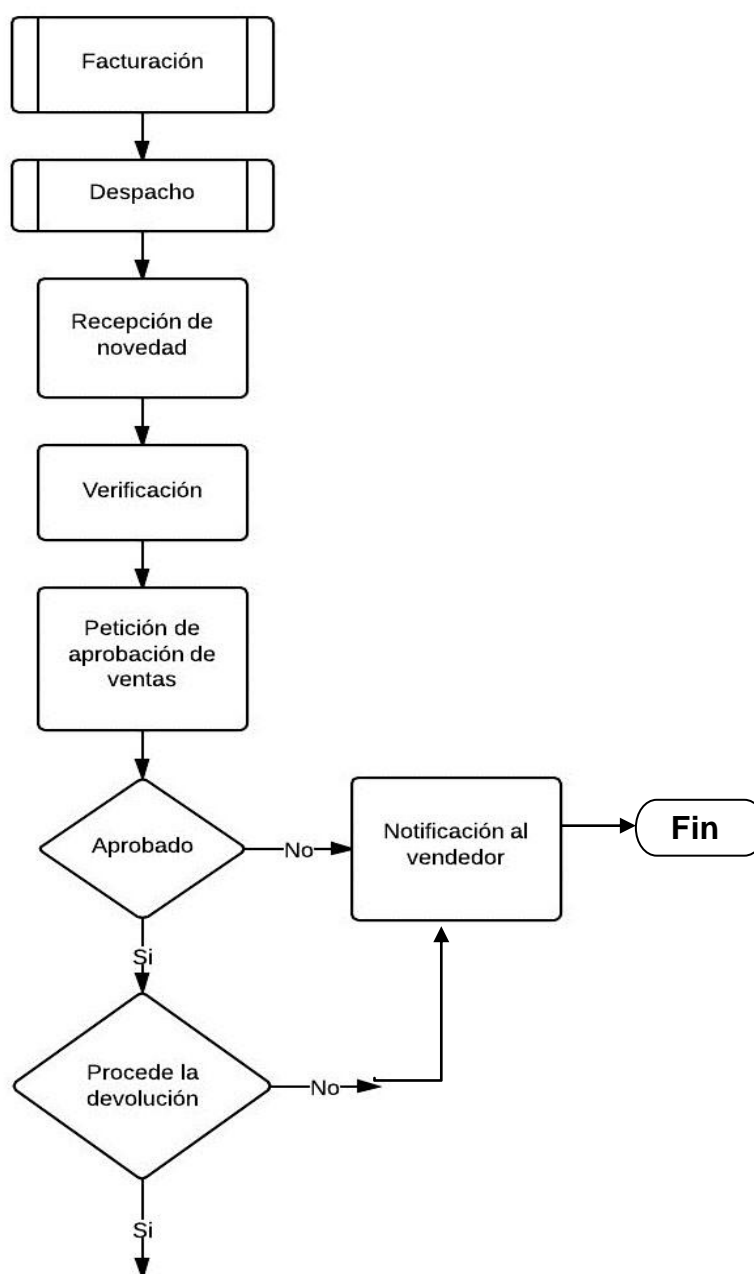 Facturación
Despacho
Recepción de
novedad
Verificación
Petición de
aprobación de
ventas
Aprobado
No
Notificación al
vendedor
Fin
Si
Procede la
devolución
No
Si